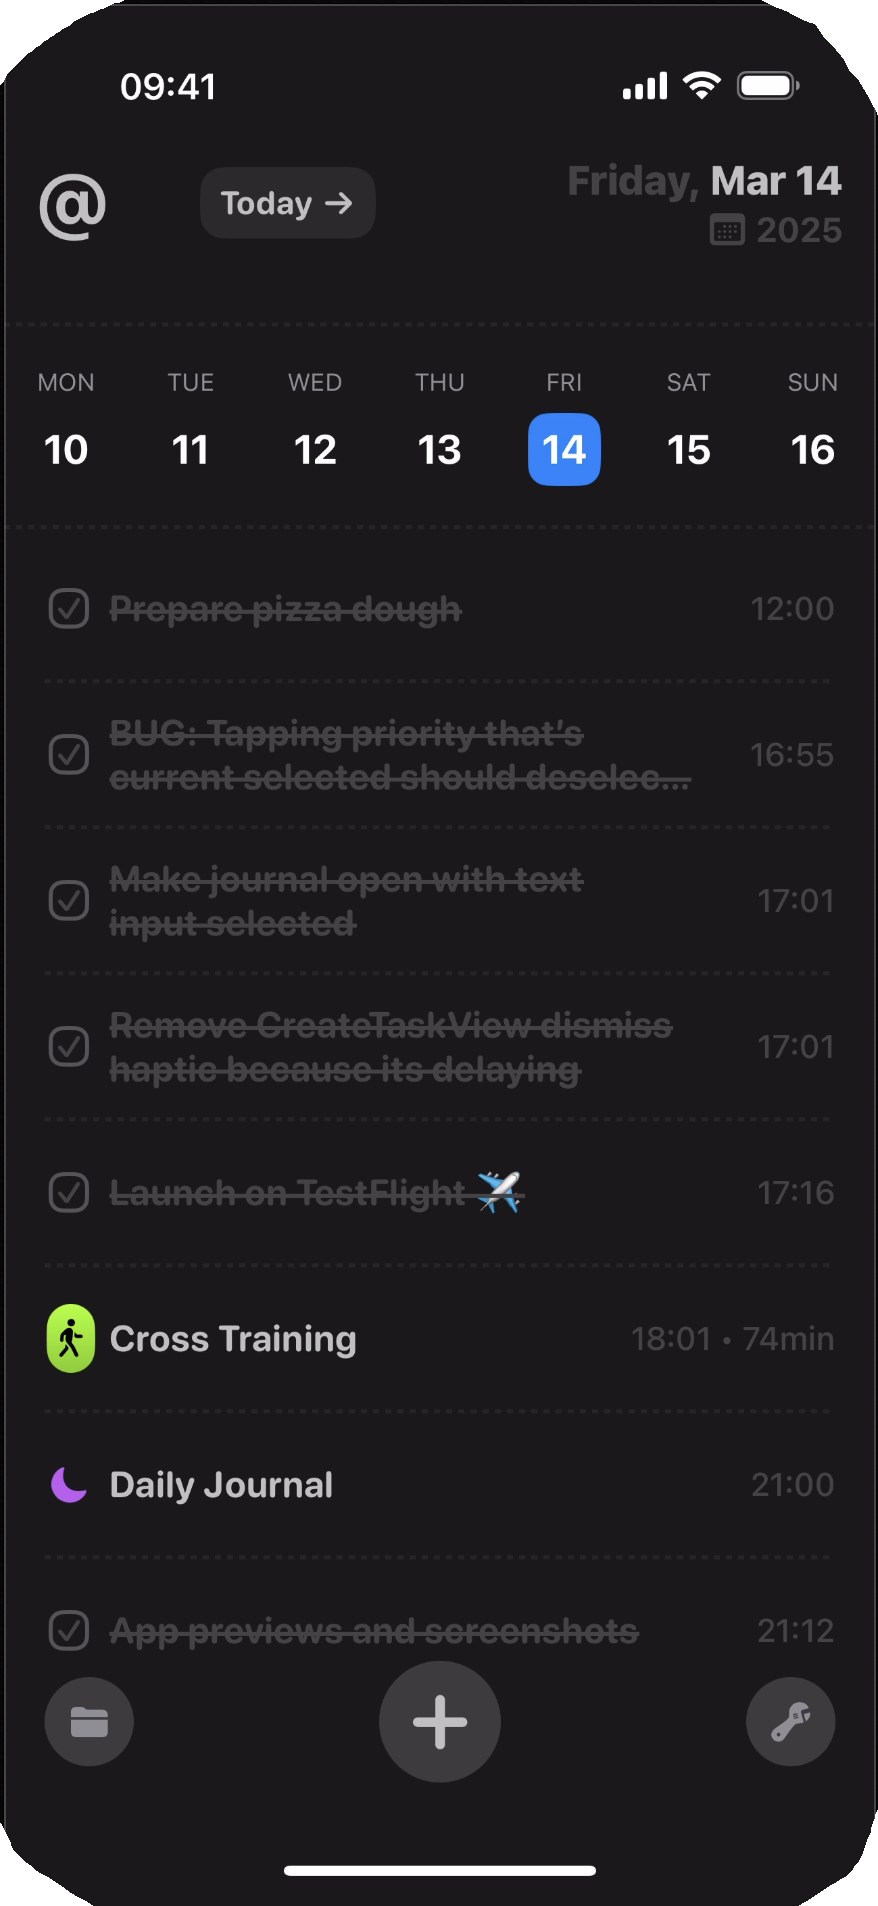 09:41
@
Today →
Friday, Mar 14
2025
MON TUE WED THU FRI SAT SUN
10 11 12 13 14 15 16
Prepare pizza dough 12:00
BUG: Tapping priority that's
current selected should deselec... 16:55
Make journal open with text
input selected 17:01
Remove CreateTaskView dismiss
haptic because its delaying 17:01
Launch on TestFlight ✈️ 17:16
Cross Training 18:01 • 74min
Daily Journal 21:00
App previews and screenshots 21:12